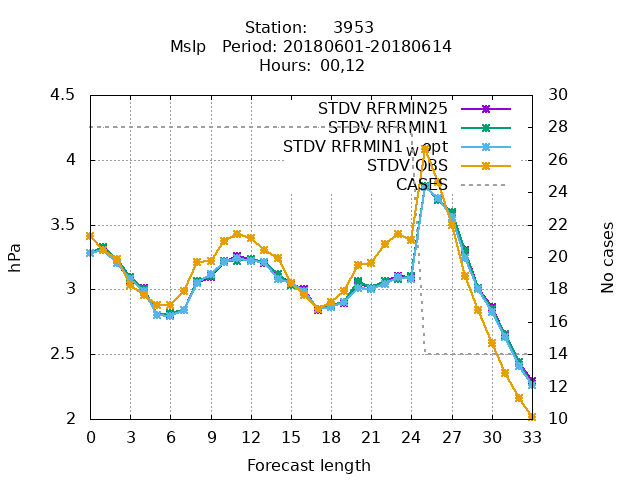 Station: 3953
Mslp Period: 20180601-20180614
Hours: 00,12
STDV RFRMIN25
STDV RFRMIN1
STDV RFRMIN1_w_opt
STDV OBS
CASES
hPa
4.5
4
3.5
3
2.5
2
No cases
30
28
26
24
22
20
18
16
14
12
10
0 3 6 9 12 15 18 21 24 27 30 33
Forecast length